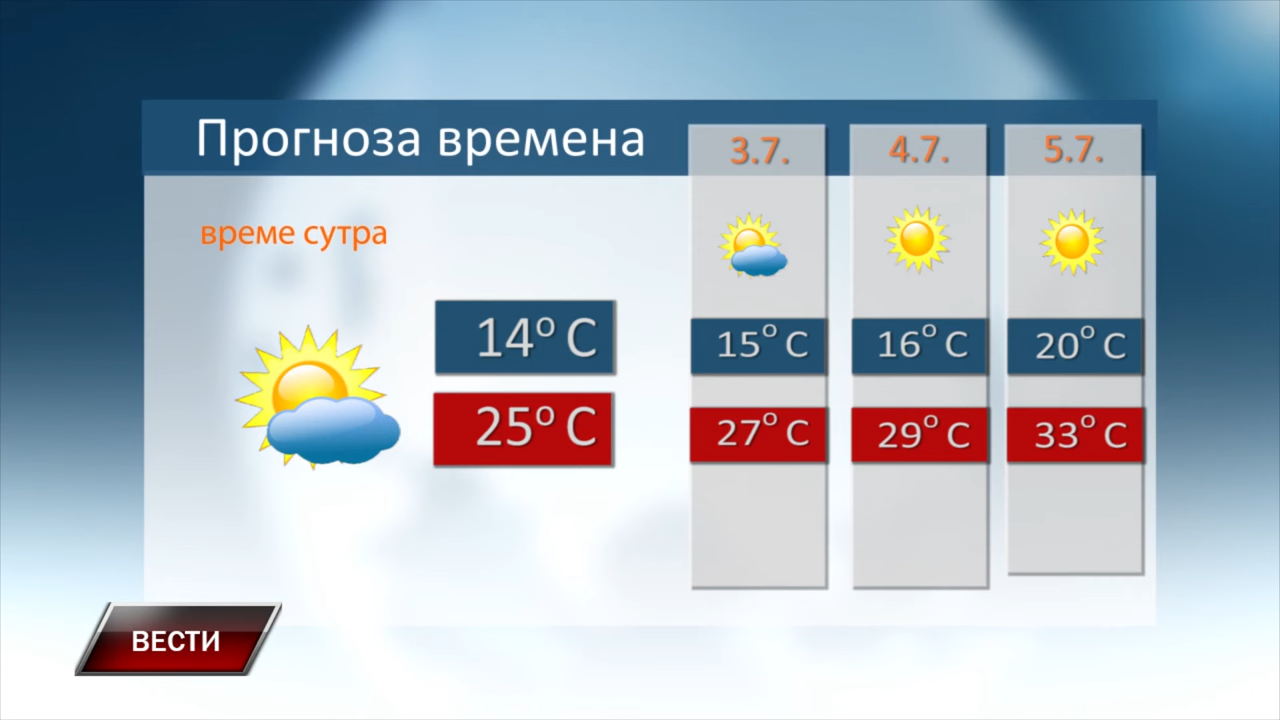 Прогноза времена
време сутра
14° C
25° C
3.7.
15° C
27° C
4.7.
16° C
29° C
5.7.
20° C
33° C
ВЕСТИ